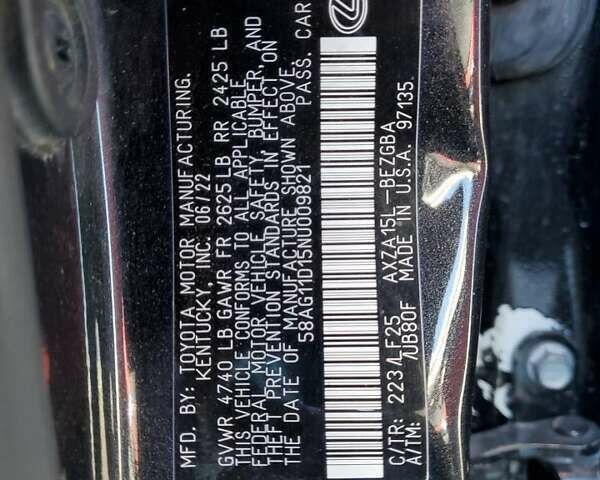 MFD. BY: TOYOTA MOTOR MANUFACTURING.
KENTUCKY, INC. 06/22
GVWR 4740 LB GAWR FR 2625 LB RR 2425 LB
THIS VEHICLE CONFORMS TO ALL APPLICABLE
FEDERAL MOTOR VEHICLE SAFETY, BUMPER, AND
THEFT PREVENTION STANDARDS IN EFFECT ON
THE DATE OF MANUFACTURE SHOWN ABOVE.
58AG11D15NU009821 PASS. CAR
C/TR: 223 / LF25 AXZA15L-BEZGBA
A/TM: /UB80F MADE IN U.S.A. 97135